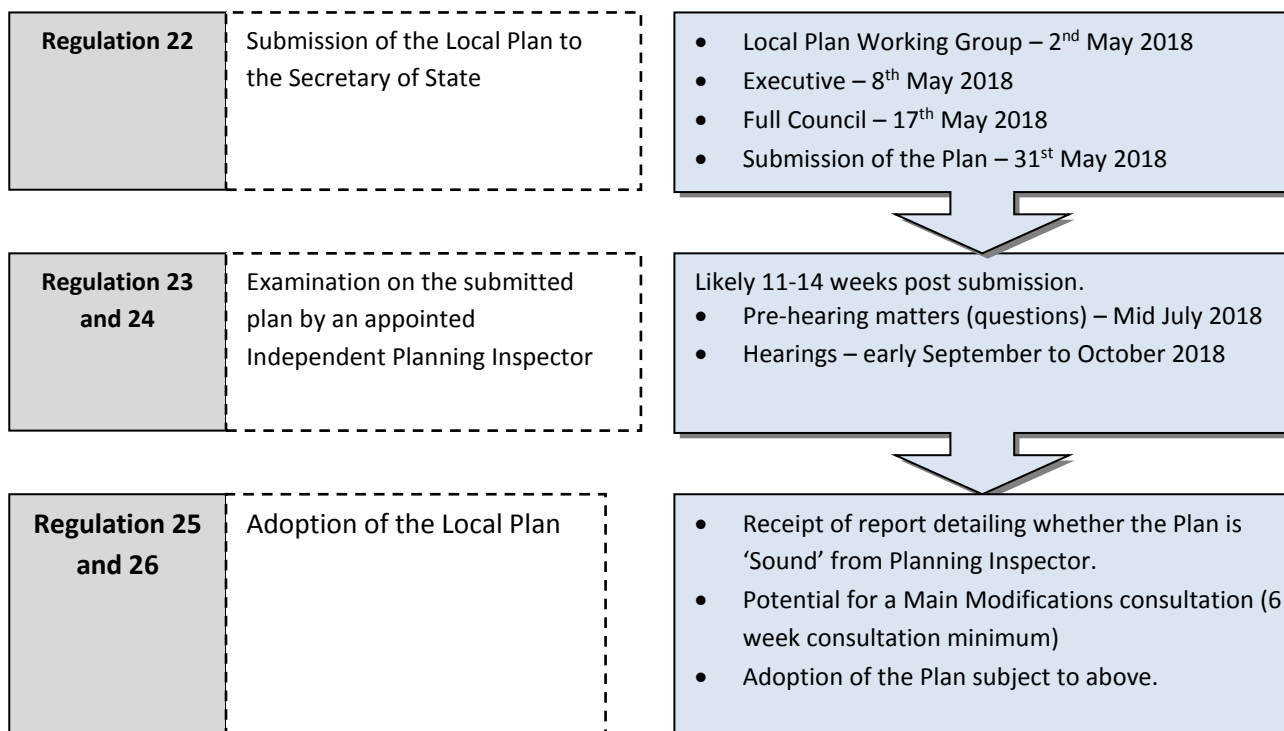 Regulation 22
Submission of the Local Plan to
the Secretary of State
• Local Plan Working Group – 2nd May 2018
• Executive – 8th May 2018
• Full Council – 17th May 2018
• Submission of the Plan – 31st May 2018
Regulation 23
and 24
Examination on the submitted
plan by an appointed
Independent Planning Inspector
Likely 11-14 weeks post submission.
• Pre-hearing matters (questions) – Mid July 2018
• Hearings – early September to October 2018
Regulation 25
and 26
Adoption of the Local Plan
• Receipt of report detailing whether the Plan is
‘Sound’ from Planning Inspector.
• Potential for a Main Modifications consultation (6
week consultation minimum)
• Adoption of the Plan subject to above.